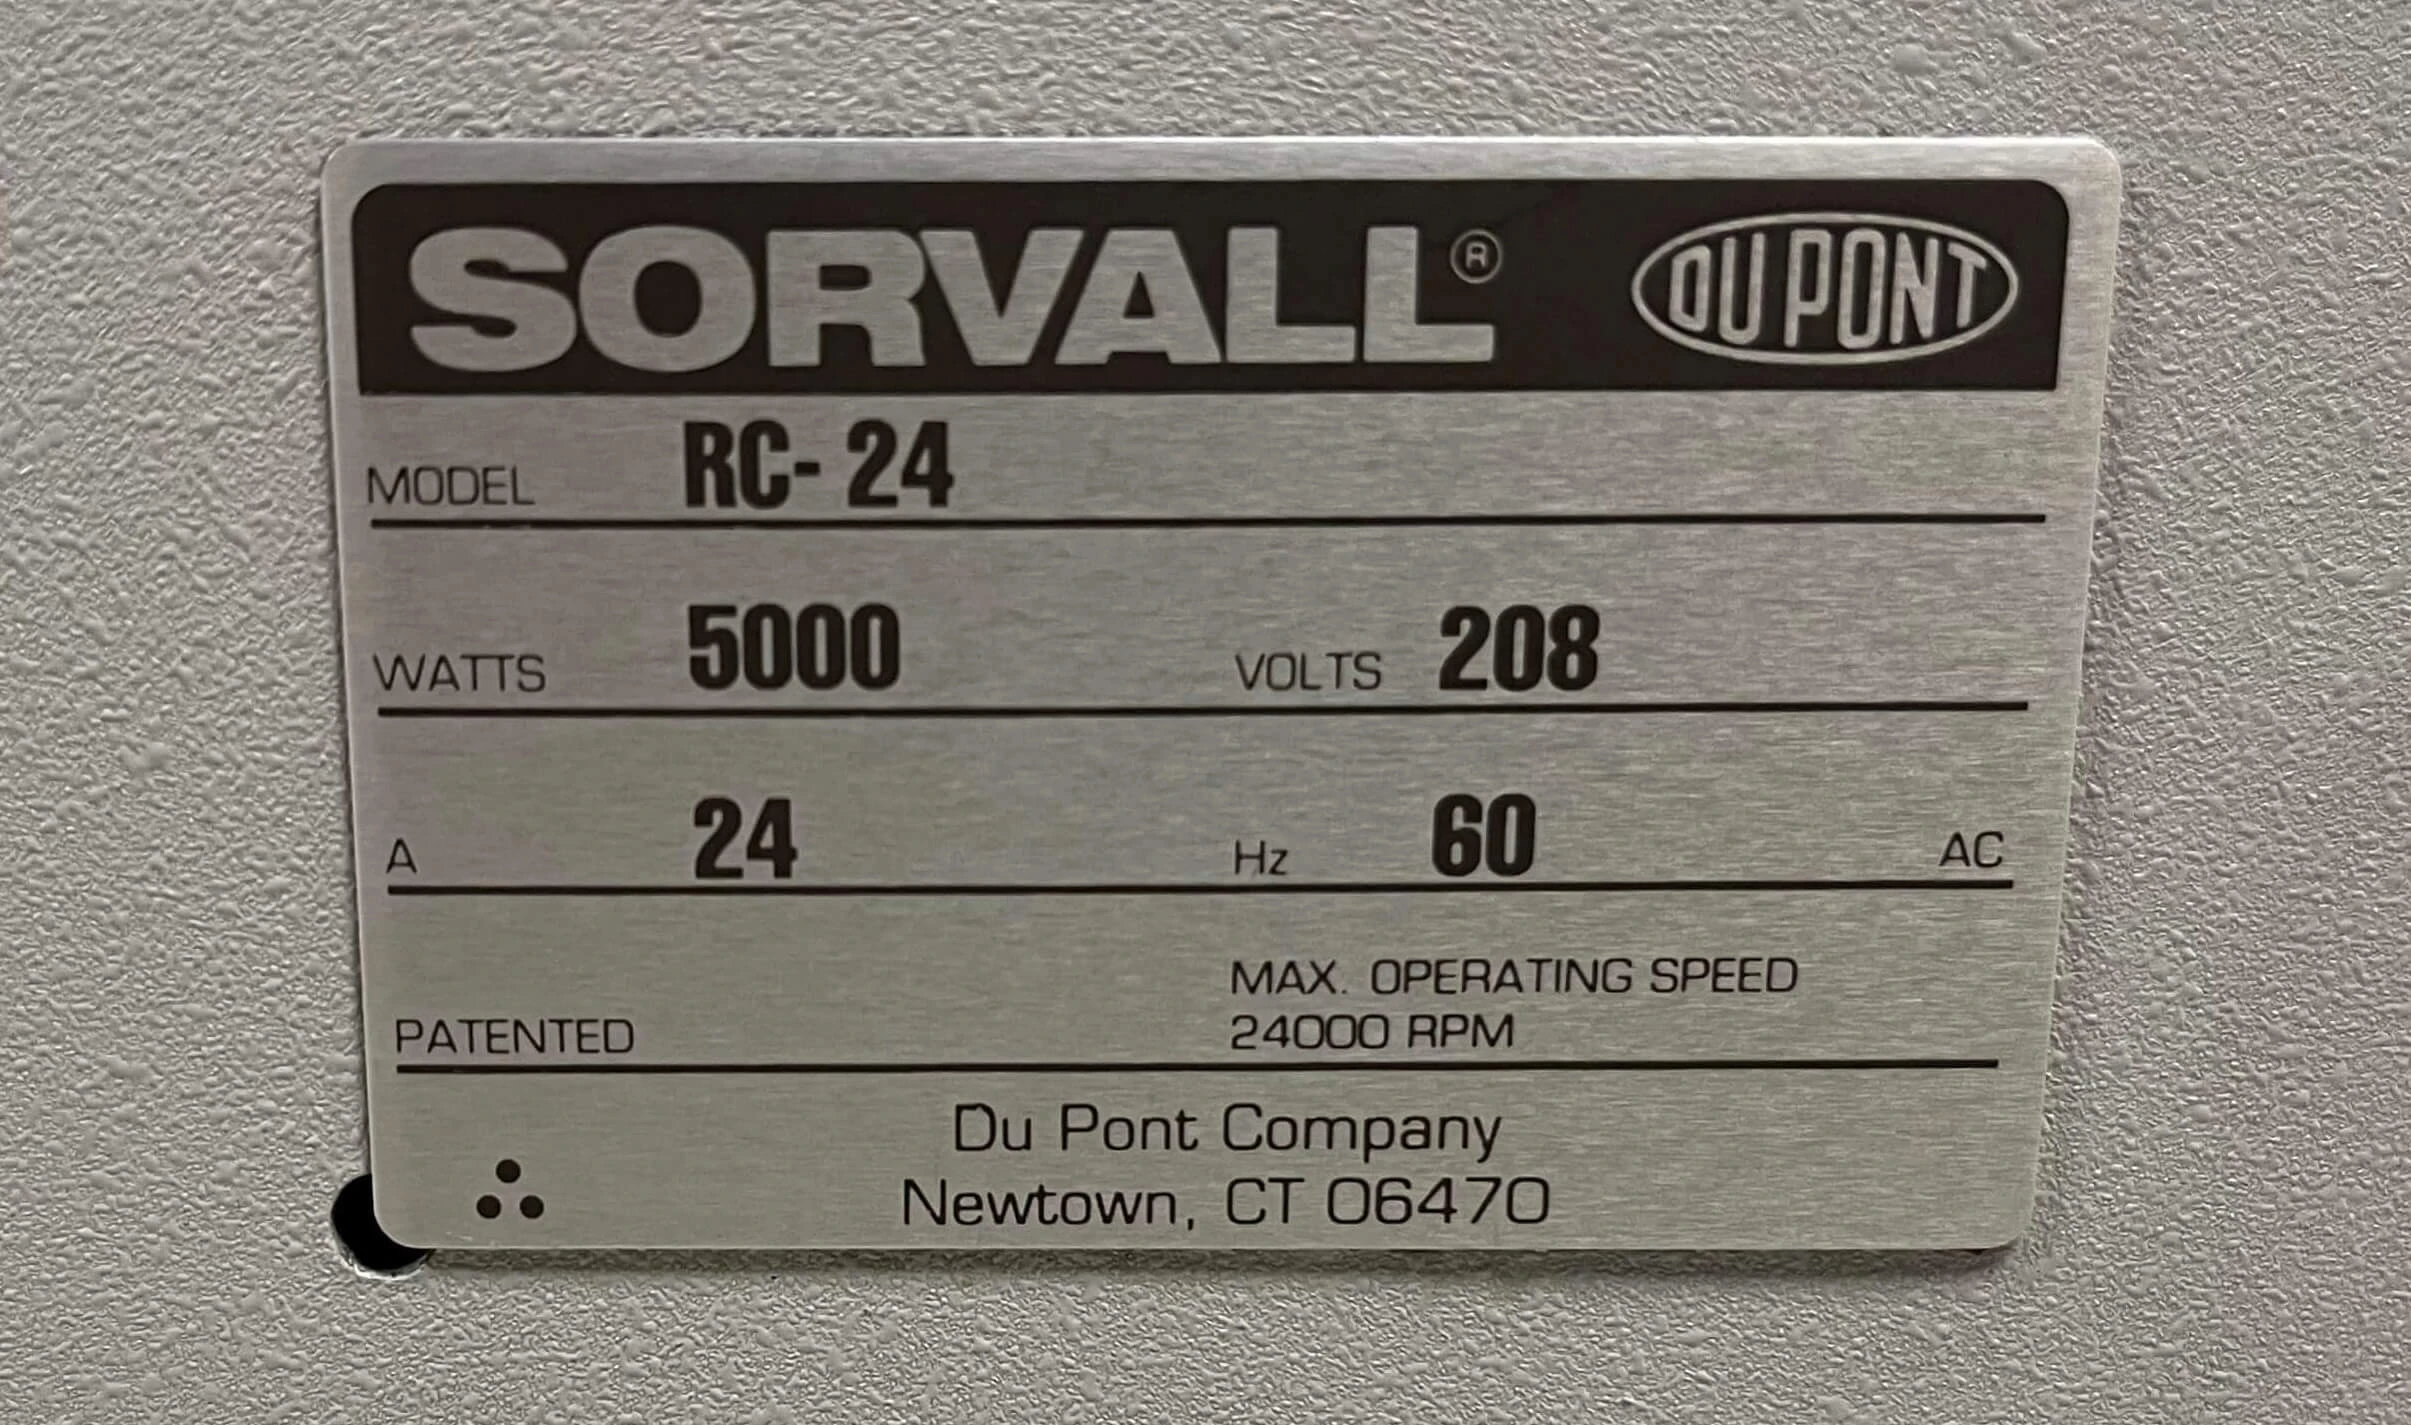 SORVALL® DU PONT
MODEL RC-24
WATTS 5000 VOLTS 208
A 24 Hz 60 AC
PATENTED MAX. OPERATING SPEED
24000 RPM
Du Pont Company
Newtown, CT 06470